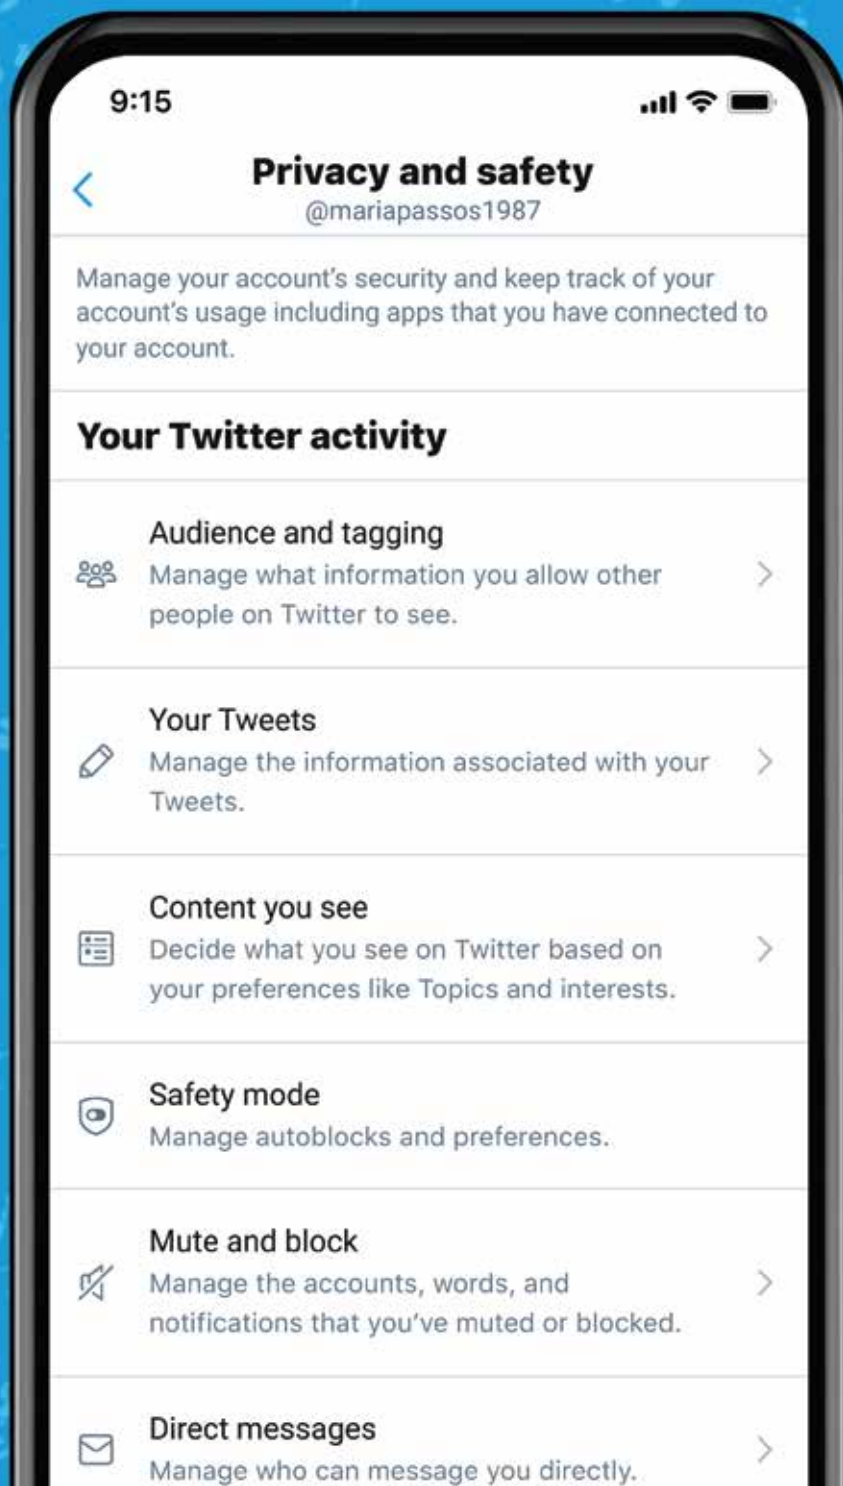 9:15
Privacy and safety
@mariapassos1987
Manage your account's security and keep track of your
account's usage including apps that you have connected to
your account.
Your Twitter activity
Audience and tagging
Manage what information you allow other
people on Twitter to see.
Your Tweets
Manage the information associated with your
Tweets.
Content you see
Decide what you see on Twitter based on
your preferences like Topics and interests.
Safety mode
Manage autoblocks and preferences.
Mute and block
Manage the accounts, words, and
notifications that you've muted or blocked.
Direct messages
Manage who can message you directly.